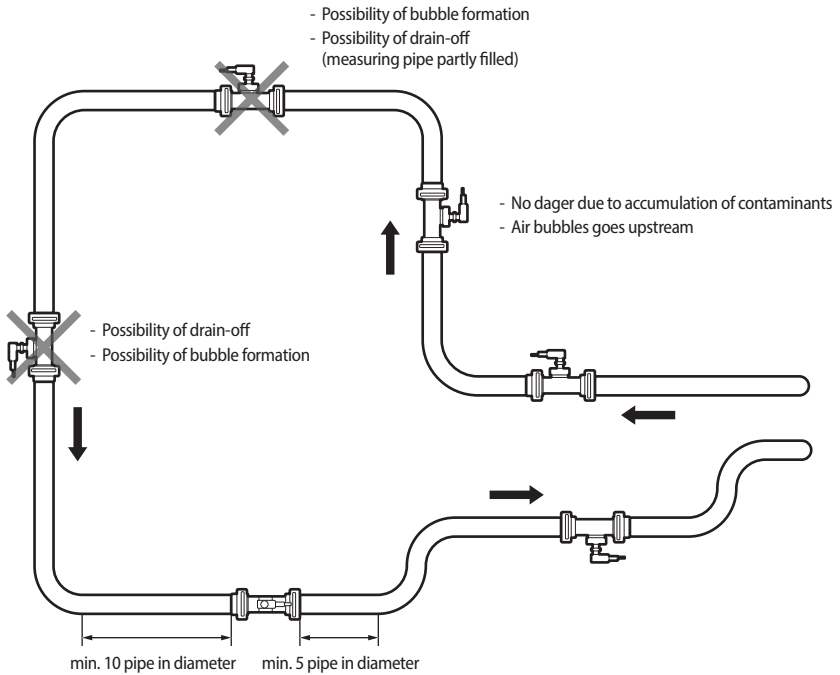 - Possibility of bubble formation
- Possibility of drain-off
(measuring pipe partly filled)
- No dager due to accumulation of contaminants
- Air bubbles goes upstream
- Possibility of drain-off
- Possibility of bubble formation
min. 10 pipe in diameter
min. 5 pipe in diameter